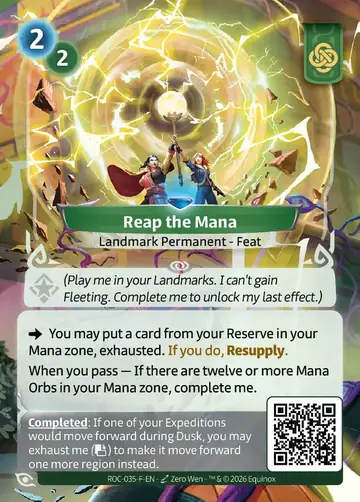 2
2
Reap the Mana
Landmark Permanent - Feat
(Play me in your Landmarks. I can't gain
Fleeting. Complete me to unlock my last effect.)
You may put a card from your Reserve in your
Mana zone, exhausted. If you do, Resupply.
When you pass — If there are twelve or more Mana
Orbs in your Mana zone, complete me.
Completed: If one of your Expeditions
would move forward during Dusk, you may
exhaust me () to make it move forward
one more region instead.
ROC-035-F-EN - Zero Wen - ™ & © 2026 Equinox